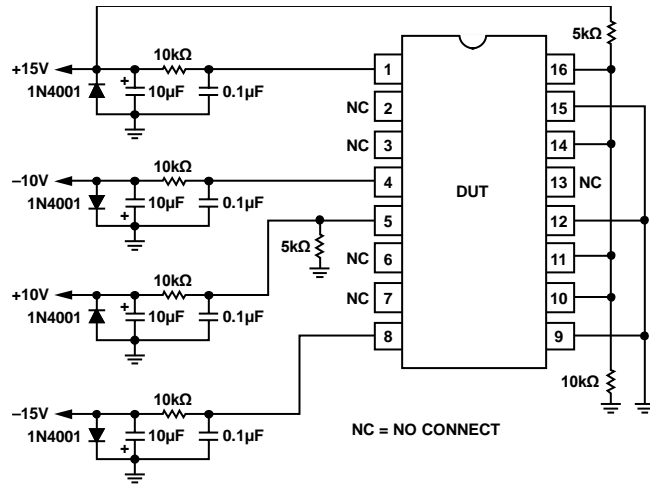 5kΩ
+15V
10kΩ
1N4001
+
10µF
0.1µF
1
16
NC
2
15
NC
3
14
–10V
10kΩ
1N4001
+
10µF
0.1µF
4
DUT
13
NC
5kΩ
5
12
NC
6
11
+10V
10kΩ
1N4001
+
10µF
0.1µF
NC
7
10
8
9
10kΩ
–15V
10kΩ
1N4001
+
10µF
0.1µF
NC = NO CONNECT